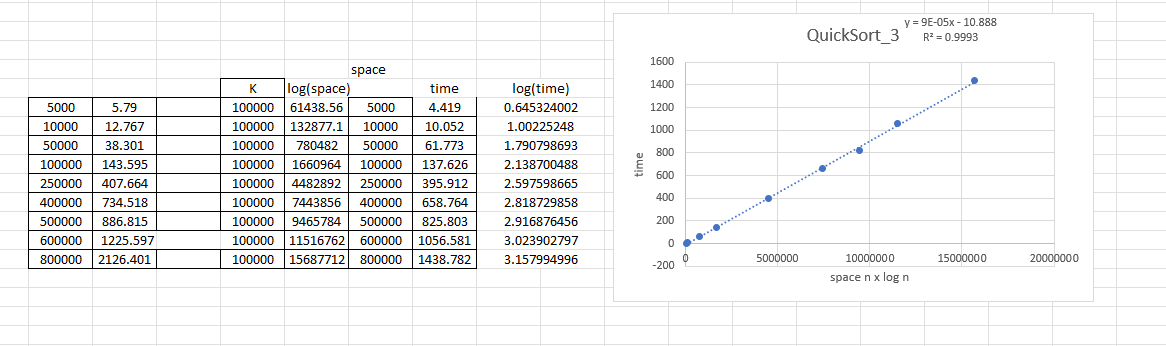 space
K log(space) time log(time)
5000 5.79 100000 61438.56 5000 4.419 0.645324002
10000 12.767 100000 132877.1 10000 10.052 1.00225248
50000 38.301 100000 780482 50000 61.773 1.790798693
100000 143.595 100000 1660964 100000 137.626 2.138700488
250000 407.664 100000 4482892 250000 395.912 2.597598665
400000 734.518 100000 7443856 400000 658.764 2.818729858
500000 886.815 100000 9465784 500000 825.803 2.916876456
600000 1225.597 100000 11516762 600000 1056.581 3.023902797
800000 2126.401 100000 15687712 800000 1438.782 3.157994996
QuickSort_3
y = 9E-05x - 10.888
R² = 0.9993
1600
1400
1200
1000
800
600
400
200
0
-200
time
0 5000000 10000000 15000000 20000000
space n x log n